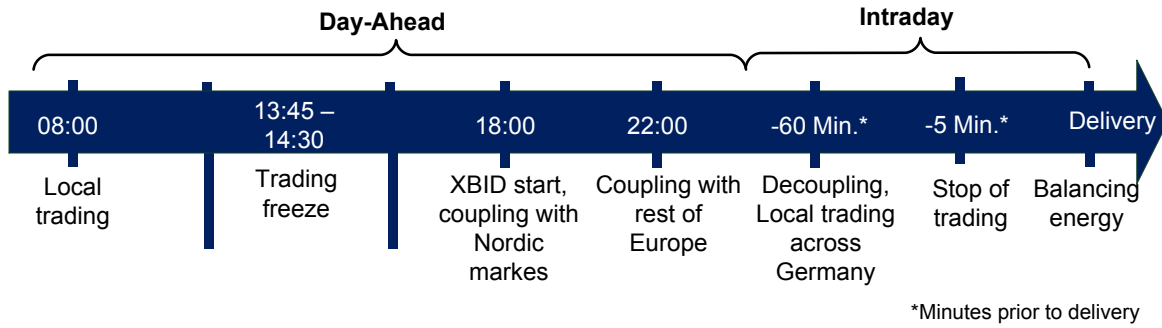 Day-Ahead
Intraday
08:00
13:45 –
14:30
18:00
22:00
-60 Min.*
-5 Min.*
Delivery
Local
trading
Trading
freeze
XBID start,
coupling with
Nordic
markes
Coupling with
rest of
Europe
Decoupling,
Local trading
across
Germany
Stop of
trading
Balancing
energy
*Minutes prior to delivery